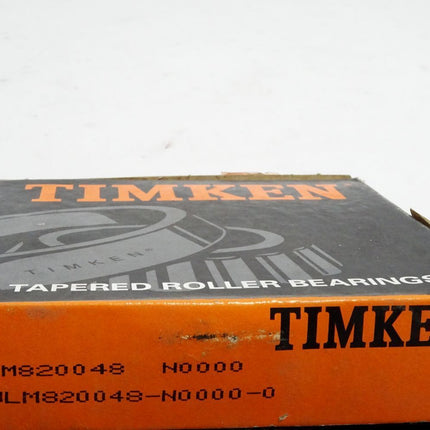 TIMKEN
TIMKEN®
TAPERED ROLLER BEARINGS
TIMKE
M820048 N0000
LM820048-N0000-0